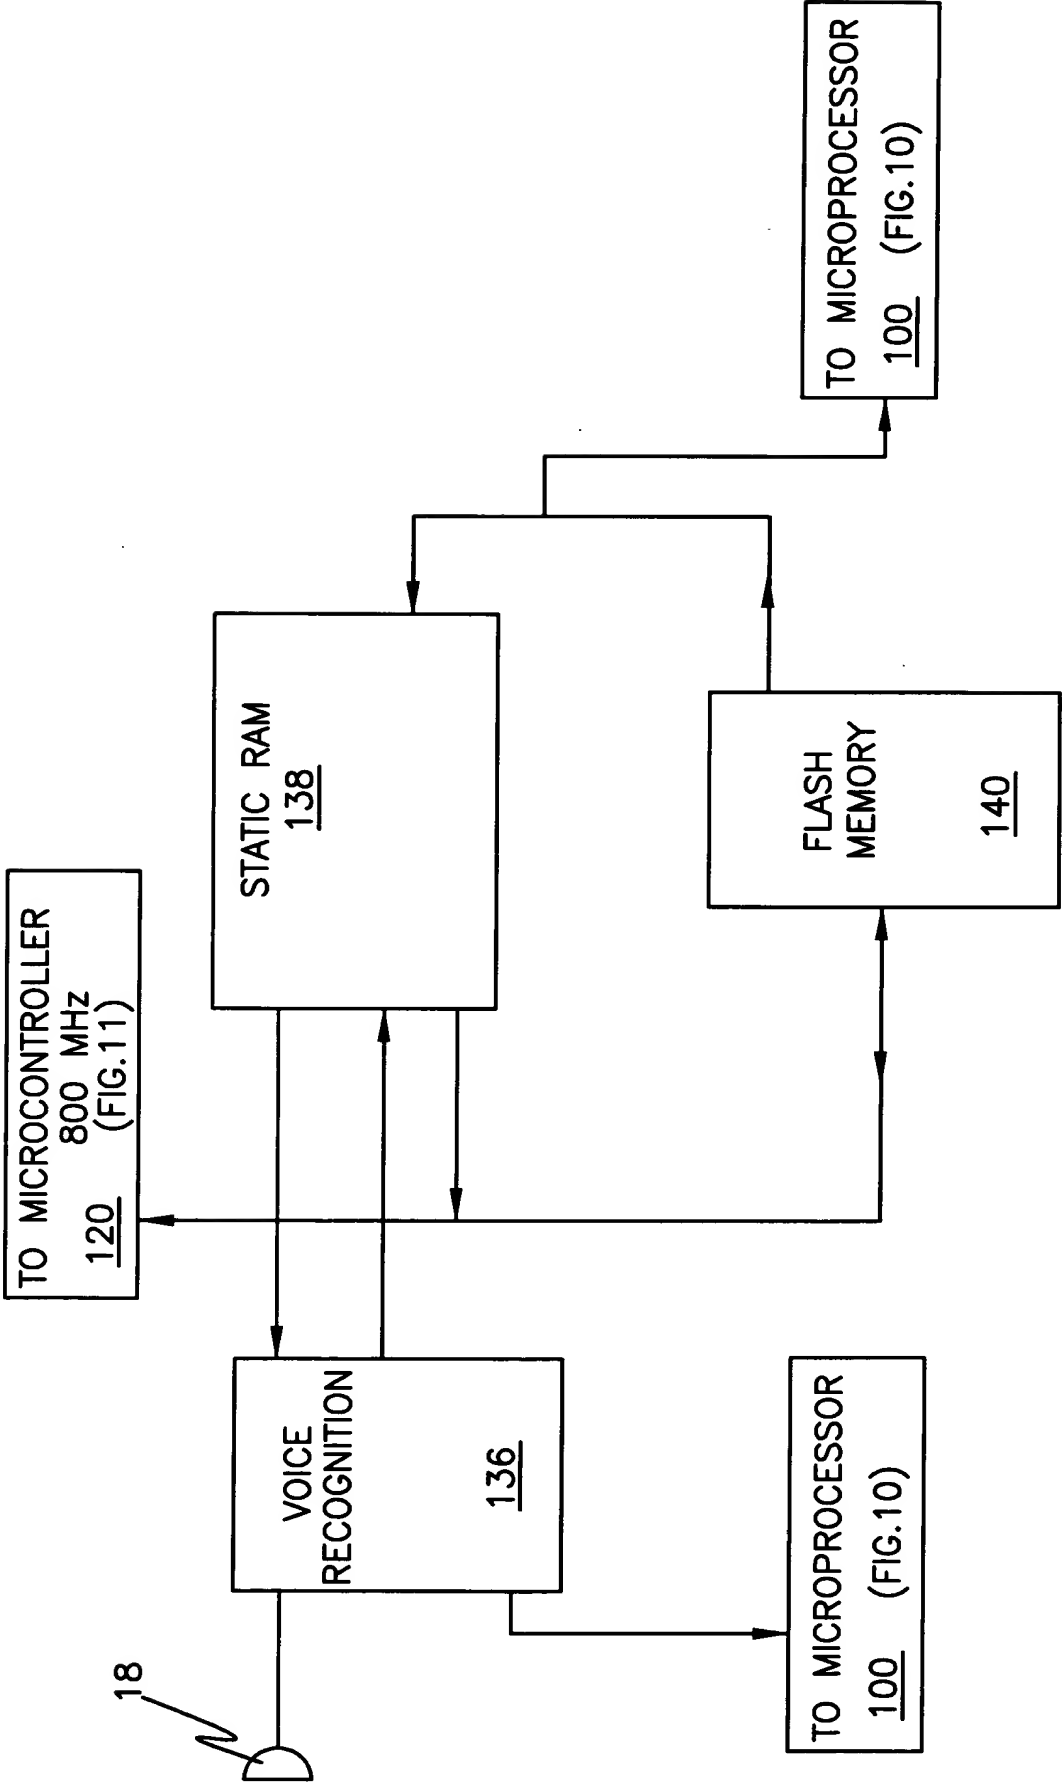 18
VOICE
RECOGNITION
136
TO MICROCONTROLLER
800 MHz
120 (FIG.11)
STATIC RAM
138
FLASH
MEMORY
140
TO MICROPROCESSOR
100 (FIG.10)
TO MICROPROCESSOR
100 (FIG.10)